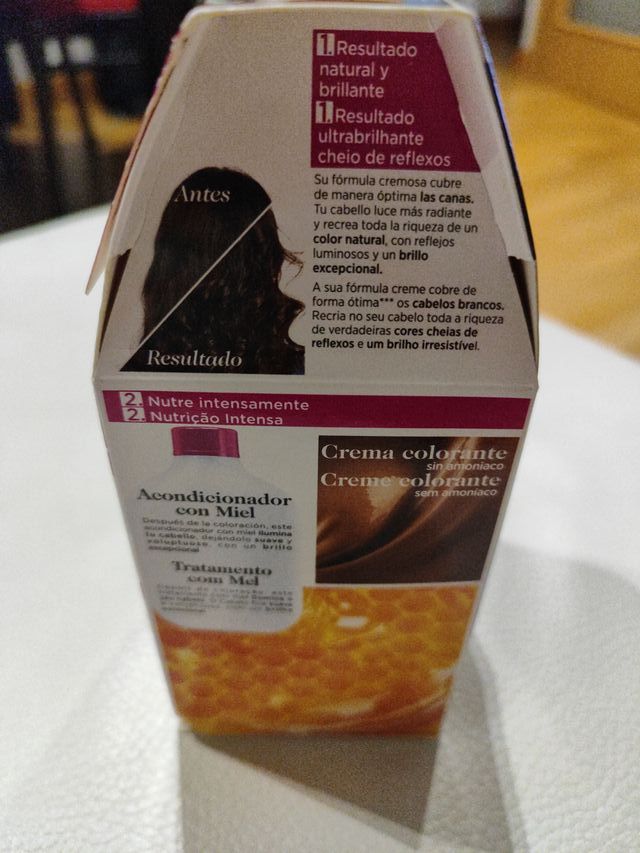 1. Resultado
natural y
brillante
1. Resultado
ultrabrilhante
cheio de reflexos
Su fórmula cremosa cubre
de manera óptima las canas.
Tu cabello luce más radiante
y recrea toda la riqueza de un
color natural, con reflejos
luminosos y un brillo
excepcional.
A sua fórmula creme cobre de
forma ótima*** os cabelos brancos.
Recria no seu cabelo toda a riqueza
de verdadeiras cores cheias de
reflexos e um brilho irresistível.
Antes
Resultado
2. Nutre intensamente
2. Nutrição Intensa
Acondicionador
con Miel
Después de la coloración, este
acondicionador con miel ilumina
tu cabello, dejándolo suave y
voluptuoso, con un brillo
excepcional
Tratamento
com Mel
Crema colorante
sin amoniaco
Creme colorante
sem amoníaco